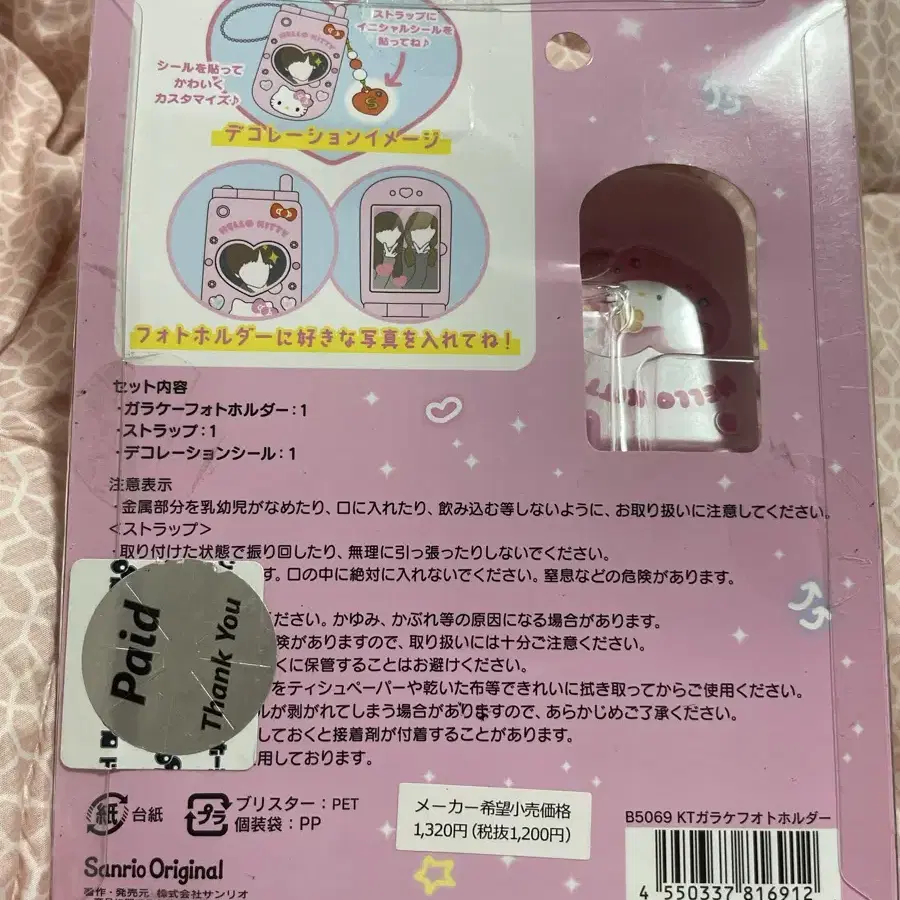 ストラップに
イニシャルシールを
貼ってね♪
シールを貼って
かわいく
カスタマイズ♪
HELLO KITTY
S
デコレーションイメージ
HELLO KITTY
フォトホルダーに好きな写真を入れてね!
HELLO KITTY
セット内容
・ガラケーフォトホルダー:1
・ストラップ:1
・デコレーションシール:1
注意表示
・金属部分を乳幼児がなめたり、口に入れたり、飲み込む等しないように、お取り扱いに注意してください。
<ストラップ>
・取り付けた状態で振り回したり、無理に引っ張ったりしないでください。
す。口の中に絶対に入れないでください。窒息などの危険があります。
ださい。かゆみ、かぶれ等の原因になる場合があります。
険がありますので、取り扱いには十分ご注意ください。
くに保管することはお避けください。
をティシュペーパーや乾いた布等できれいに拭き取ってからご使用ください。
ルが剥がれてしまう場合がありますので、あらかじめご了承ください。
しておくと接着剤が付着することがあります。
用しております。
Paid
Thank You
紙 台紙
プラ ブリスター:PET
個装袋:PP
メーカー希望小売価格
1,320円(税抜1,200円)
B5069 KTガラケフォトホルダー
4 550337 816912
Sanrio Original
著作・発売元 株式会社サンリオ